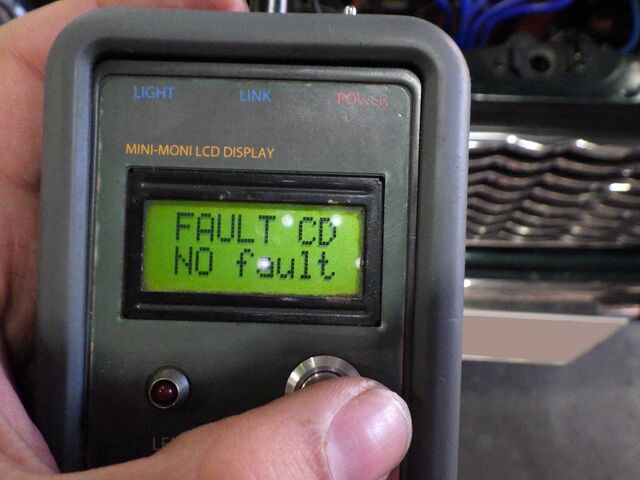 LIGHT LINK POWER
MINI-MONI LCD DISPLAY
FAULT CD
NO fault